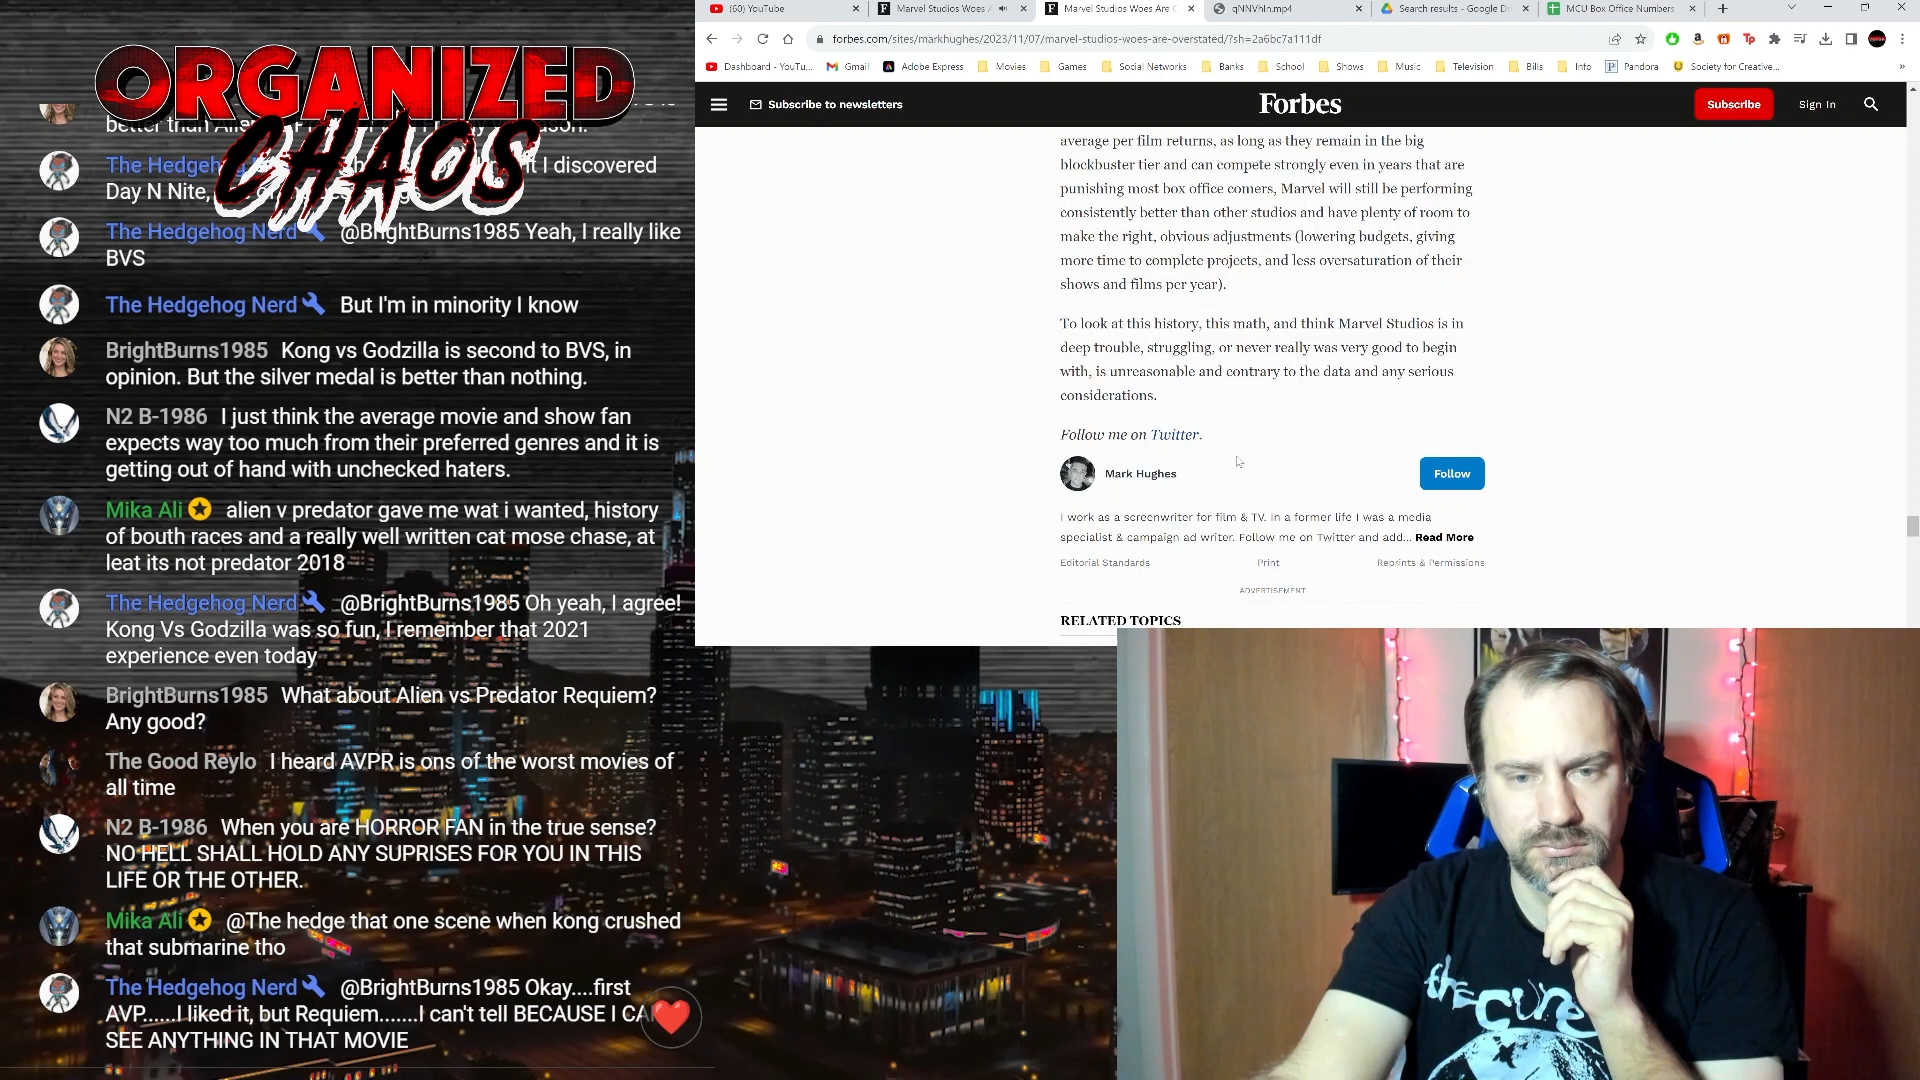 ORGANIZED
CHAOS
The Hedgehog
I discovered
Day N Nite,
The Hedgehog Nerd @BrightBurns1985 Yeah, I really like
BVS
The Hedgehog Nerd But I'm in minority I know
BrightBurns1985 Kong vs Godzilla is second to BVS, in
opinion. But the silver medal is better than nothing.
N2 B-1986 I just think the average movie and show fan
expects way too much from their preferred genres and it is
getting out of hand with unchecked haters.
Mika Ali alien v predator gave me wat i wanted, history
of bouth races and a really well written cat mose chase, at
leat its not predator 2018
The Hedgehog Nerd @BrightBurns1985 Oh yeah, I agree!
Kong Vs Godzilla was so fun, I remember that 2021
experience even today
BrightBurns1985 What about Alien vs Predator Requiem?
Any good?
The Good Reylo I heard AVPR is ons of the worst movies of
all time
N2 B-1986 When you are HORROR FAN in the true sense?
NO HELL SHALL HOLD ANY SUPRISES FOR YOU IN THIS
LIFE OR THE OTHER.
Mika Ali @The hedge that one scene when kong crushed
that submarine tho
The Hedgehog Nerd @BrightBurns1985 Okay....first
AVP......I liked it, but Requiem.......I can't tell BECAUSE I
SEE ANYTHING IN THAT MOVIE
(60) YouTube
Marvel Studios Woes A
Marvel Studios Woes Are O
qNNVhIn.mp4
Search results - Google Dr
MCU Box Office Numbers
forbes.com/sites/markhughes/2023/11/07/marvel-studios-woes-are-overstated/?sh=2a6bc7a111df
Dashboard - YouTu... Gmail Adobe Express Movies Games Social Networks Banks School Shows Music Television Bills Info Pandora Society for Creative...
Subscribe to newsletters
Forbes
Subscribe
Sign In
average per film returns, as long as they remain in the big
blockbuster tier and can compete strongly even in years that are
punishing most box office comers, Marvel will still be performing
consistently better than other studios and have plenty of room to
make the right, obvious adjustments (lowering budgets, giving
more time to complete projects, and less oversaturation of their
shows and films per year).
To look at this history, this math, and think Marvel Studios is in
deep trouble, struggling, or never really was very good to begin
with, is unreasonable and contrary to the data and any serious
considerations.
Follow me on Twitter.
Mark Hughes
Follow
I work as a screenwriter for film & TV. In a former life I was a media
specialist & campaign ad writer. Follow me on Twitter and add... Read More
Editorial Standards
Print
Reprints & Permissions
ADVERTISEMENT
RELATED TOPICS
the CURE